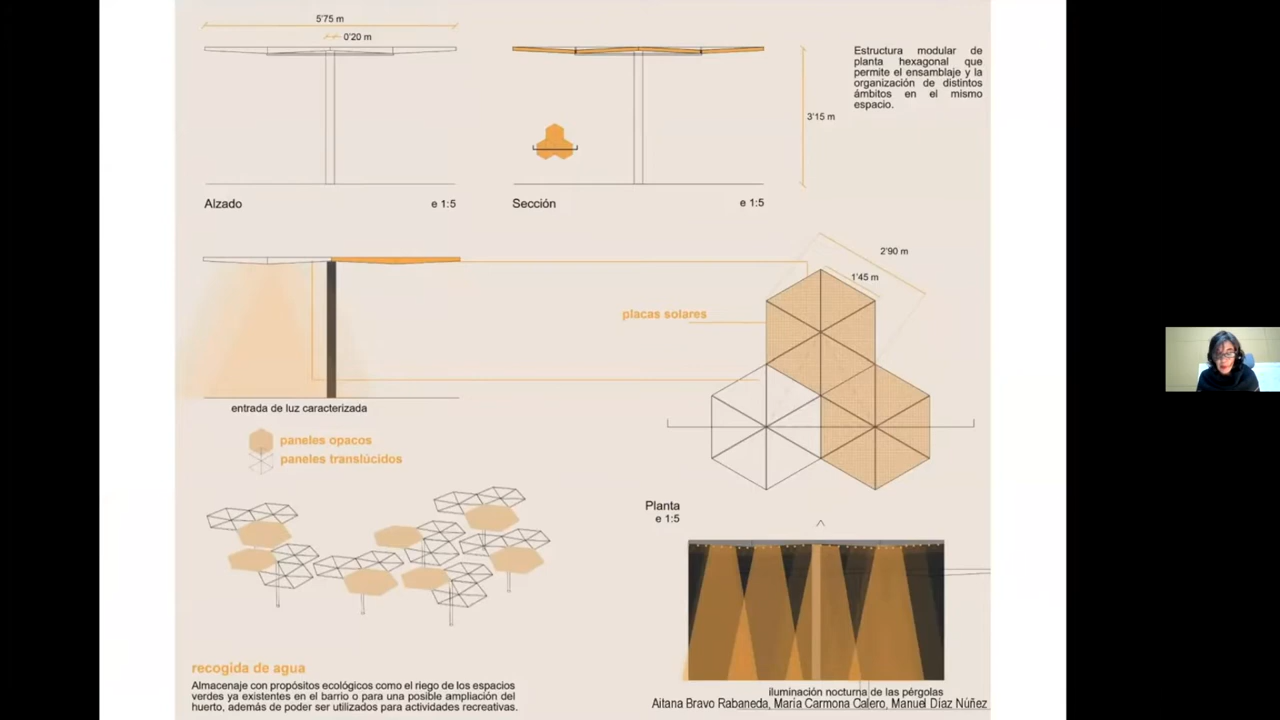 5'75 m
0'20 m
Estructura modular de
planta hexagonal que
permite el ensamblaje y la
organización de distintos
ámbitos en el mismo
espacio.
3'15 m
Alzado
e 1:5
Sección
e 1:5
2'90 m
1'45 m
placas solares
entrada de luz caracterizada
paneles opacos
paneles translúcidos
Planta
e 1:5
recogida de agua
Almacenaje con propósitos ecológicos como el riego de los espacios
verdes ya existentes en el barrio o para una posible ampliación del
huerto, además de poder ser utilizados para actividades recreativas.
iluminación nocturna de las pérgolas
Aitana Bravo Rabaneda, María Carmona Calero, Manuel Díaz Núñez